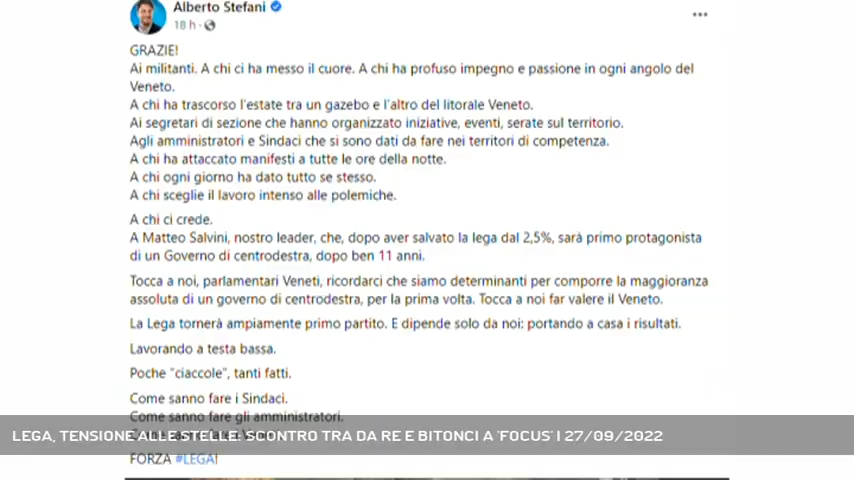 Alberto Stefani
18 h ·
GRAZIE!
Ai militanti. A chi ci ha messo il cuore. A chi ha profuso impegno e passione in ogni angolo del
Veneto.
A chi ha trascorso l'estate tra un gazebo e l'altro del litorale Veneto.
Ai segretari di sezione che hanno organizzato iniziative, eventi, serate sul territorio.
Agli amministratori e Sindaci che si sono dati da fare nei territori di competenza.
A chi ha attaccato manifesti a tutte le ore della notte.
A chi ogni giorno ha dato tutto se stesso.
A chi sceglie il lavoro intenso alle polemiche.
A chi ci crede.
A Matteo Salvini, nostro leader, che, dopo aver salvato la lega dal 2,5%, sarà primo protagonista
di un Governo di centrodestra, dopo ben 11 anni.
Tocca a noi, parlamentari Veneti, ricordarci che siamo determinanti per comporre la maggioranza
assoluta di un governo di centrodestra, per la prima volta. Tocca a noi far valere il Veneto.
La Lega tornerà ampiamente primo partito. E dipende solo da noi: portando a casa i risultati.
Lavorando a testa bassa.
Poche "ciaccole", tanti fatti.
Come sanno fare i Sindaci.
Come sanno fare gli amministratori.
LEGA, TENSIONE ALLE STELLE: SCONTRO TRA DA RE E BITONCI A 'FOCUS' | 27/09/2022
FORZA #LEGA!